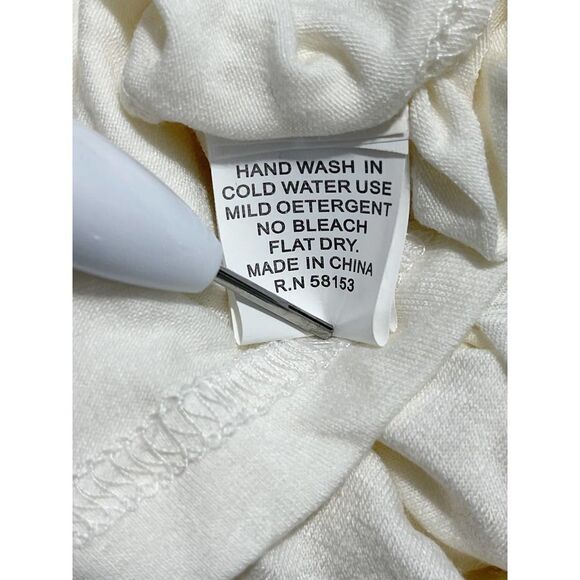 HAND WASH IN
COLD WATER USE
MILD OETERGENT
NO BLEACH
FLAT DRY.
MADE IN CHINA
R.N 58153